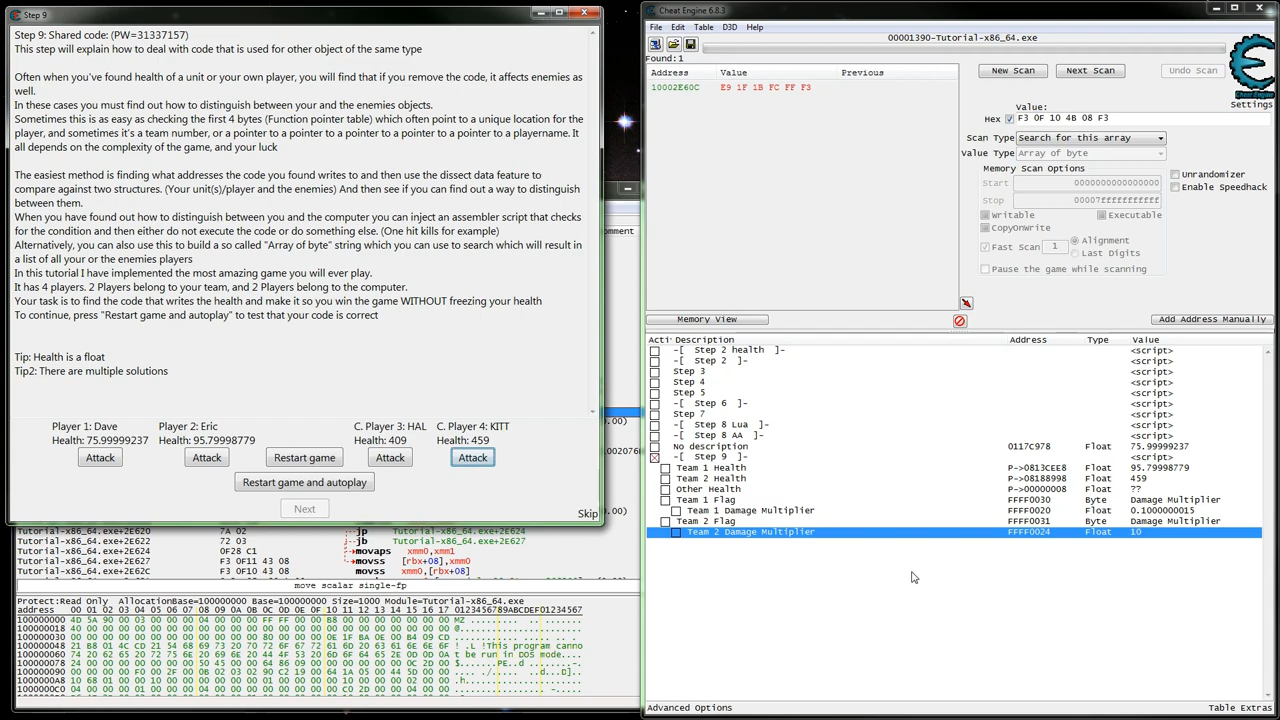 Step 9
Step 9: Shared code: (PW=31337157)
This step will explain how to deal with code that is used for other object of the same type
Often when you've found health of a unit or your own player, you will find that if you remove the code, it affects enemies as
well.
In these cases you must find out how to distinguish between your and the enemies objects.
Sometimes this is as easy as checking the first 4 bytes (Function pointer table) which often point to a unique location for the
player, and sometimes it's a team number, or a pointer to a pointer to a pointer to a pointer to a pointer to a playername. It
all depends on the complexity of the game, and your luck
The easiest method is finding what addresses the code you found writes to and then use the dissect data feature to
compare against two structures. (Your unit(s)/player and the enemies) And then see if you can find out a way to distinguish
between them.
When you have found out how to distinguish between you and the computer you can inject an assembler script that checks
for the condition and then either do not execute the code or do something else. (One hit kills for example)
Alternatively, you can also use this to build a so called "Array of byte" string which you can use to search which will result in
a list of all your or the enemies players
In this tutorial I have implemented the most amazing game you will ever play.
It has 4 players. 2 Players belong to your team, and 2 Players belong to the computer.
Your task is to find the code that writes the health and make it so you win the game WITHOUT freezing your health
To continue, press "Restart game and autoplay" to test that your code is correct
Tip: Health is a float
Tip2: There are multiple solutions
Player 1: Dave Player 2: Eric C. Player 3: HAL C. Player 4: KITT
Health: 75.99999237 Health: 95.79998779 Health: 409 Health: 459
Attack Attack Restart game Attack Attack
Restart game and autoplay
Next Skip
Tutorial-x86_64.exe+2E620 7A 02 jp Tutorial-x86_64.exe+2E624
Tutorial-x86_64.exe+2E622 72 03 jb Tutorial-x86_64.exe+2E627
Tutorial-x86_64.exe+2E624 0F28 C1 movaps xmm0,xmm1
Tutorial-x86_64.exe+2E627 F3 0F11 43 08 movss [rbx+08],xmm0
Tutorial-x86_64.exe+2E62C F3 0F10 43 08 movss xmm0,[rbx+08]
move scalar single-fp
Protect:Read Only AllocationBase=100000000 Base=100000000 Size=1000 Module=Tutorial-x86_64.exe
address 00 01 02 03 04 05 06 07 08 09 0A 0B 0C 0D 0E 0F 10 11 12 13 14 15 16 17 0123456789ABCDEF01234567
Cheat Engine 6.8.3
File Edit Table D3D Help
00001390-Tutorial-x86_64.exe
Found:1
Address Value Previous
10002E60C E9 1F 1B FC FF F3
New Scan Next Scan Undo Scan
Settings
Value:
Hex F3 0F 10 4B 08 F3
Scan Type Search for this array
Value Type Array of byte
Memory Scan Options
Start 0000000000000000
Stop 00007fffffffffff
Writable Executable
CopyOnWrite
Fast Scan 1 Alignment
Last Digits
Pause the game while scanning
Unrandomizer
Enable Speedhack
Memory View Add Address Manually
Acti Description Address Type Value
-[ Step 2 health ]- <script>
-[ Step 2 ]- <script>
Step 3 <script>
Step 4 <script>
Step 5 <script>
-[ Step 6 ]- <script>
Step 7 <script>
-[ Step 8 Lua <script>
-[ Step 8 AA <script>
No description 0117C978 Float 75.99999237
-[ Step 9 ]- <script>
Team 1 Health P->0813CEE8 Float 95.79998779
Team 2 Health P->08188998 Float 459
Other Health P->00000008 Float ??
Team 1 Flag FFFF0030 Byte Damage Multiplier
Team 1 Damage Multiplier FFFF0020 Float 0.1000000015
Team 2 Flag FFFF0031 Byte Damage Multiplier
Team 2 Damage Multiplier FFFF0024 Float 10
Advanced Options Table Extras